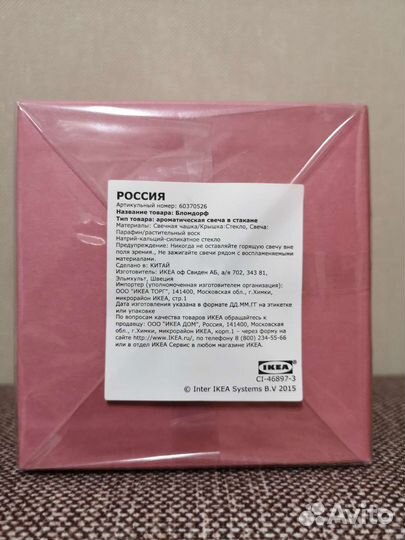 РОССИЯ
Артикульный номер: 60370526
Название товара: Бломдорф
Тип товара: ароматическая свеча в стакане
Материалы: Свечная чашка/Крышка:Стекло, Свеча:
Парафин/растительный воск
Натрий-кальций-силикатное стекло
Предупреждение: Никогда не оставляйте горящую свечу вне
поля зрения., Не зажигайте свечи рядом с воспламеняемыми
материалами.
Сделано в: КИТАЙ
Изготовитель: ИКЕА оф Свиден АБ, а/я 702, 343 81,
Эльмхульт, Швеция
Импортер (уполномоченная изготовителем организация):
ООО "ИКЕА ТОРГ", 141400, Московская обл., г.Химки,
микрорайон ИКЕА, стр.1
Дата изготовления указана в формате ДД.ММ.ГГ на этикетке
или упаковке
По вопросам качества товаров ИКЕА обращайтесь к
продавцу: ООО "ИКЕА ДОМ", Россия, 141400, Московская
обл., г.Химки, микрорайон ИКЕА, корп.1 – через форму на
сайте http://www.IKEA.ru/, по телефону 8 (800) 234-55-66
или в отделе ИКЕА Сервис в любом магазине ИКЕА.
IKEA
CI-46897-3
© Inter IKEA Systems B.V 2015
Avito